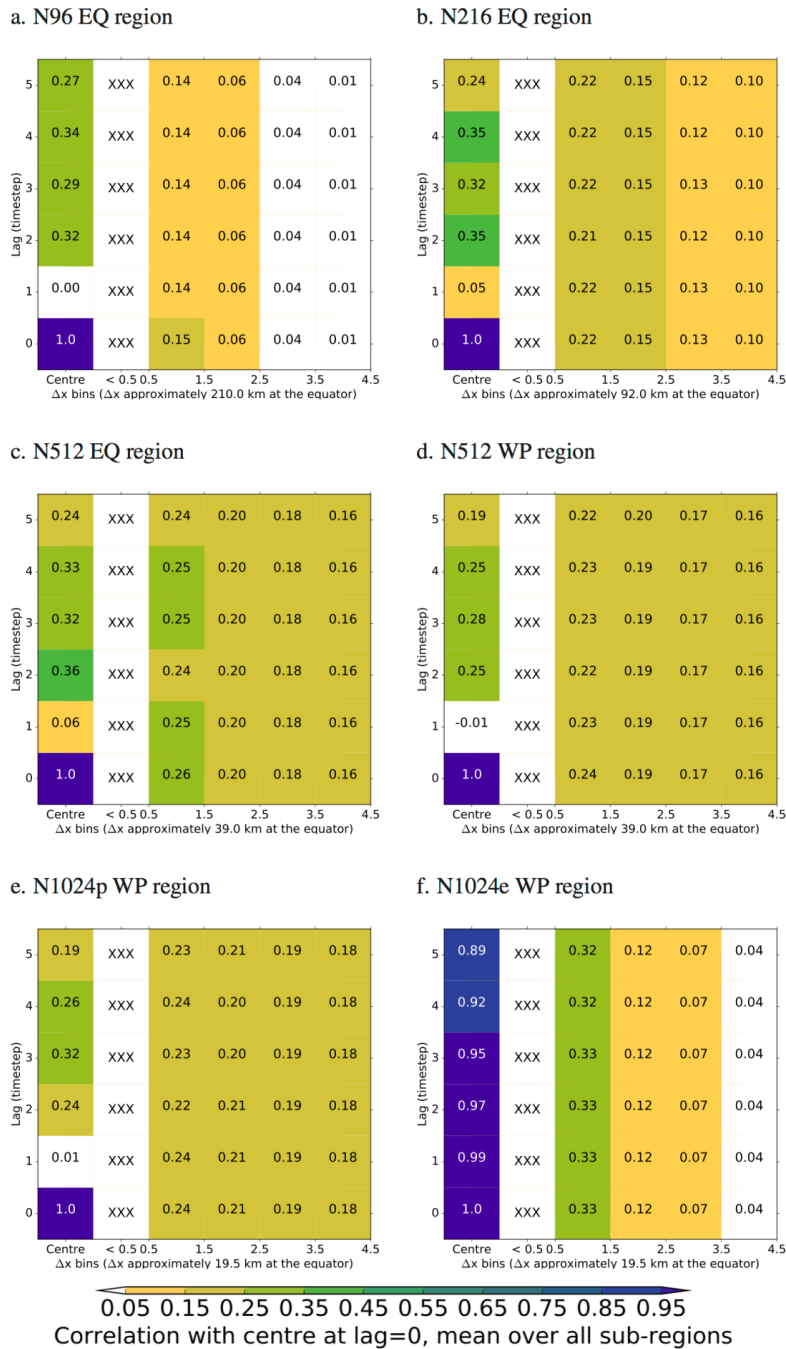 a. N96 EQ region
5 0.27 XXX 0.14 0.06 0.04 0.01
4 0.34 XXX 0.14 0.06 0.04 0.01
3 0.29 XXX 0.14 0.06 0.04 0.01
2 0.32 XXX 0.14 0.06 0.04 0.01
1 0.00 XXX 0.14 0.06 0.04 0.01
0 1.0 XXX 0.15 0.06 0.04 0.01
Lag (timestep)
Centre < 0.5 0.5 1.5 2.5 3.5 4.5
Δx bins (Δx approximately 210.0 km at the equator)
b. N216 EQ region
5 0.24 XXX 0.22 0.15 0.12 0.10
4 0.35 XXX 0.22 0.15 0.12 0.10
3 0.32 XXX 0.22 0.15 0.13 0.10
2 0.35 XXX 0.21 0.15 0.12 0.10
1 0.05 XXX 0.22 0.15 0.13 0.10
0 1.0 XXX 0.22 0.15 0.13 0.10
Lag (timestep)
Centre < 0.5 0.5 1.5 2.5 3.5 4.5
Δx bins (Δx approximately 92.0 km at the equator)
c. N512 EQ region
5 0.24 XXX 0.24 0.20 0.18 0.16
4 0.33 XXX 0.25 0.20 0.18 0.16
3 0.32 XXX 0.25 0.20 0.18 0.16
2 0.36 XXX 0.24 0.20 0.18 0.16
1 0.06 XXX 0.25 0.20 0.18 0.16
0 1.0 XXX 0.26 0.20 0.18 0.16
Lag (timestep)
Centre < 0.5 0.5 1.5 2.5 3.5 4.5
Δx bins (Δx approximately 39.0 km at the equator)
d. N512 WP region
5 0.19 XXX 0.22 0.20 0.17 0.16
4 0.25 XXX 0.23 0.19 0.17 0.16
3 0.28 XXX 0.23 0.19 0.17 0.16
2 0.25 XXX 0.22 0.19 0.17 0.16
1 -0.01 XXX 0.23 0.19 0.17 0.16
0 1.0 XXX 0.24 0.19 0.17 0.16
Lag (timestep)
Centre < 0.5 0.5 1.5 2.5 3.5 4.5
Δx bins (Δx approximately 39.0 km at the equator)
e. N1024p WP region
5 0.19 XXX 0.23 0.21 0.19 0.18
4 0.26 XXX 0.24 0.20 0.19 0.18
3 0.32 XXX 0.23 0.20 0.19 0.18
2 0.24 XXX 0.22 0.21 0.19 0.18
1 0.01 XXX 0.24 0.21 0.19 0.18
0 1.0 XXX 0.24 0.21 0.19 0.18
Lag (timestep)
Centre < 0.5 0.5 1.5 2.5 3.5 4.5
Δx bins (Δx approximately 19.5 km at the equator)
f. N1024e WP region
5 0.89 XXX 0.32 0.12 0.07 0.04
4 0.92 XXX 0.32 0.12 0.07 0.04
3 0.95 XXX 0.33 0.12 0.07 0.04
2 0.97 XXX 0.33 0.12 0.07 0.04
1 0.99 XXX 0.33 0.12 0.07 0.04
0 1.0 XXX 0.33 0.12 0.07 0.04
Lag (timestep)
Centre < 0.5 0.5 1.5 2.5 3.5 4.5
Δx bins (Δx approximately 19.5 km at the equator)
0.05 0.15 0.25 0.35 0.45 0.55 0.65 0.75 0.85 0.95
Correlation with centre at lag=0, mean over all sub-regions